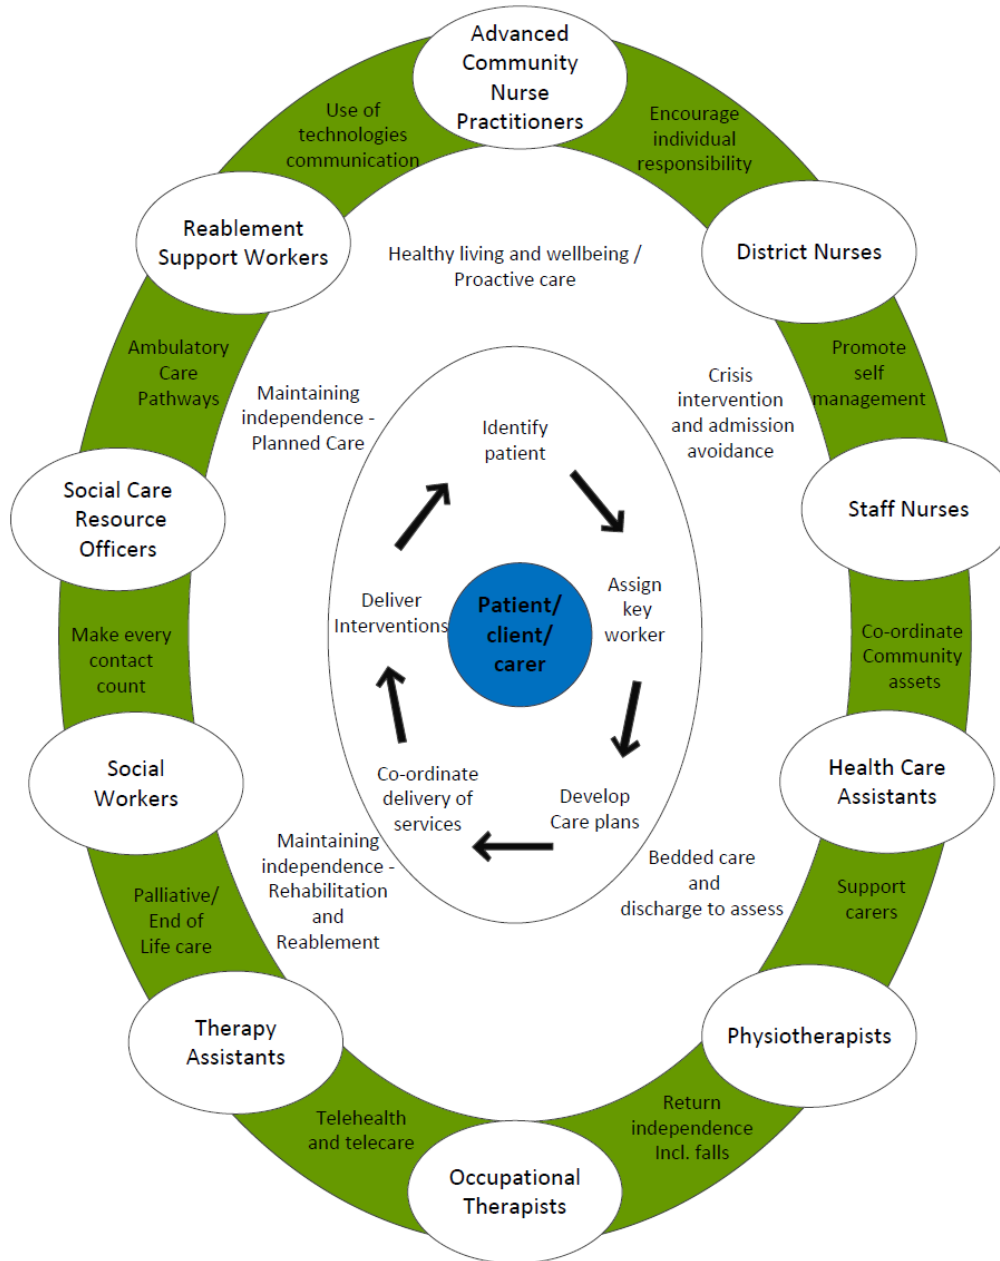 Advanced
Community
Nurse
Practitioners
Use of
technologies
communication
Encourage
individual
responsibility
Reablement
Support Workers
District Nurses
Healthy living and wellbeing /
Proactive care
Ambulatory
Care
Pathways
Promote
self
management
Maintaining
independence -
Planned Care
Crisis
intervention
and admission
avoidance
Identify
patient
Social Care
Resource
Officers
Staff Nurses
Deliver
Interventions
Patient/
client/
carer
Assign
key
worker
Make every
contact
count
Co-ordinate
Community
assets
Social
Workers
Health Care
Assistants
Co-ordinate
delivery of
services
Develop
Care plans
Maintaining
independence -
Rehabilitation
and
Reablement
Bedded care
and
discharge to assess
Palliative/
End of
Life care
Support
carers
Therapy
Assistants
Physiotherapists
Telehealth
and telecare
Return
independence
Incl. falls
Occupational
Therapists